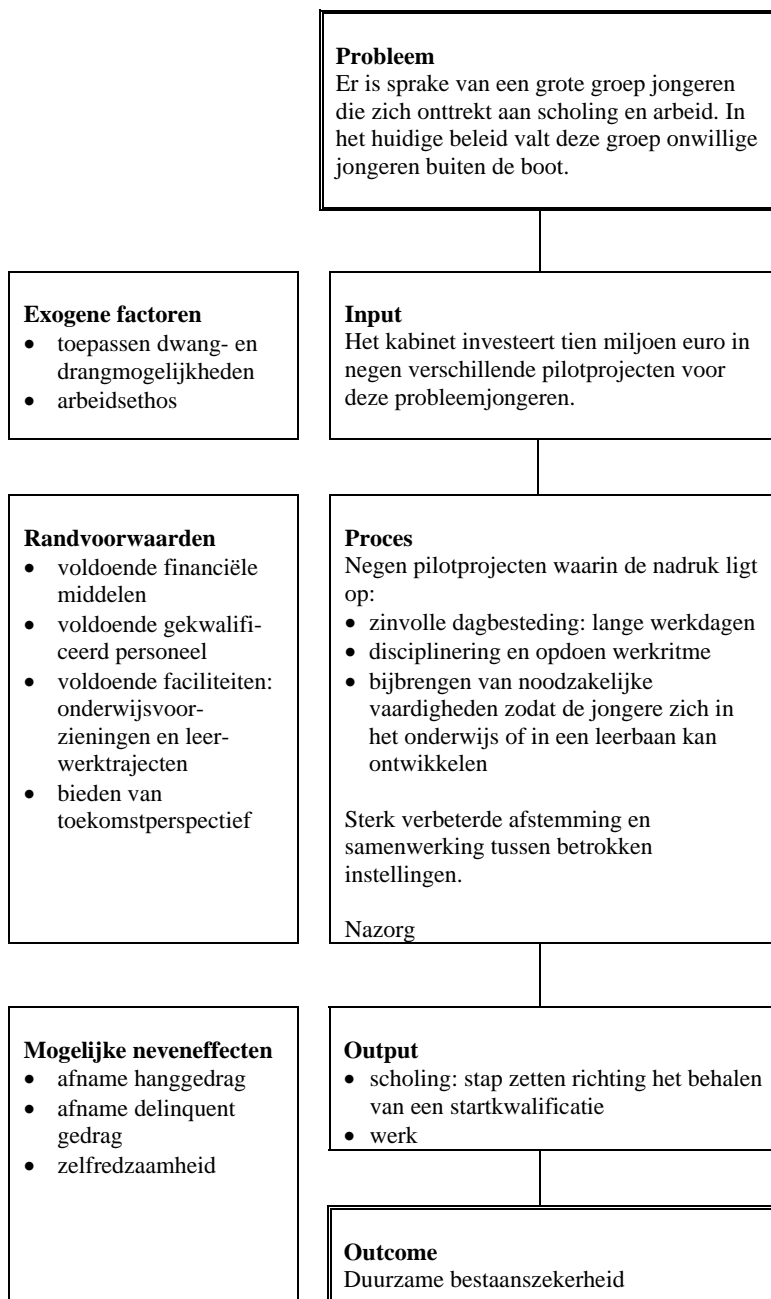 Probleem
Er is sprake van een grote groep jongeren
die zich onttrekt aan scholing en arbeid. In
het huidige beleid valt deze groep onwillige
jongeren buiten de boot.
Exogene factoren
• toepassen dwang- en
drangmogelijkheden
• arbeidsethos
Input
Het kabinet investeert tien miljoen euro in
negen verschillende pilotprojecten voor
deze probleemjongeren.
Randvoorwaarden
• voldoende financiële
middelen
• voldoende gekwalifi-
ceerd personeel
• voldoende faciliteiten:
onderwijsvoor-
zieningen en leer-
werktrajecten
• bieden van
toekomstperspectief
Proces
Negen pilotprojecten waarin de nadruk ligt
op:
• zinvolle dagbesteding: lange werkdagen
• disciplinering en opdoen werkritme
• bijbrengen van noodzakelijke
vaardigheden zodat de jongere zich in
het onderwijs of in een leerbaan kan
ontwikkelen
Sterk verbeterde afstemming en
samenwerking tussen betrokken
instellingen.
Nazorg
Mogelijke neveneffecten
• afname hanggedrag
• afname delinquent
gedrag
• zelfredzaamheid
Output
• scholing: stap zetten richting het behalen
van een startkwalificatie
• werk
Outcome
Duurzame bestaanszekerheid